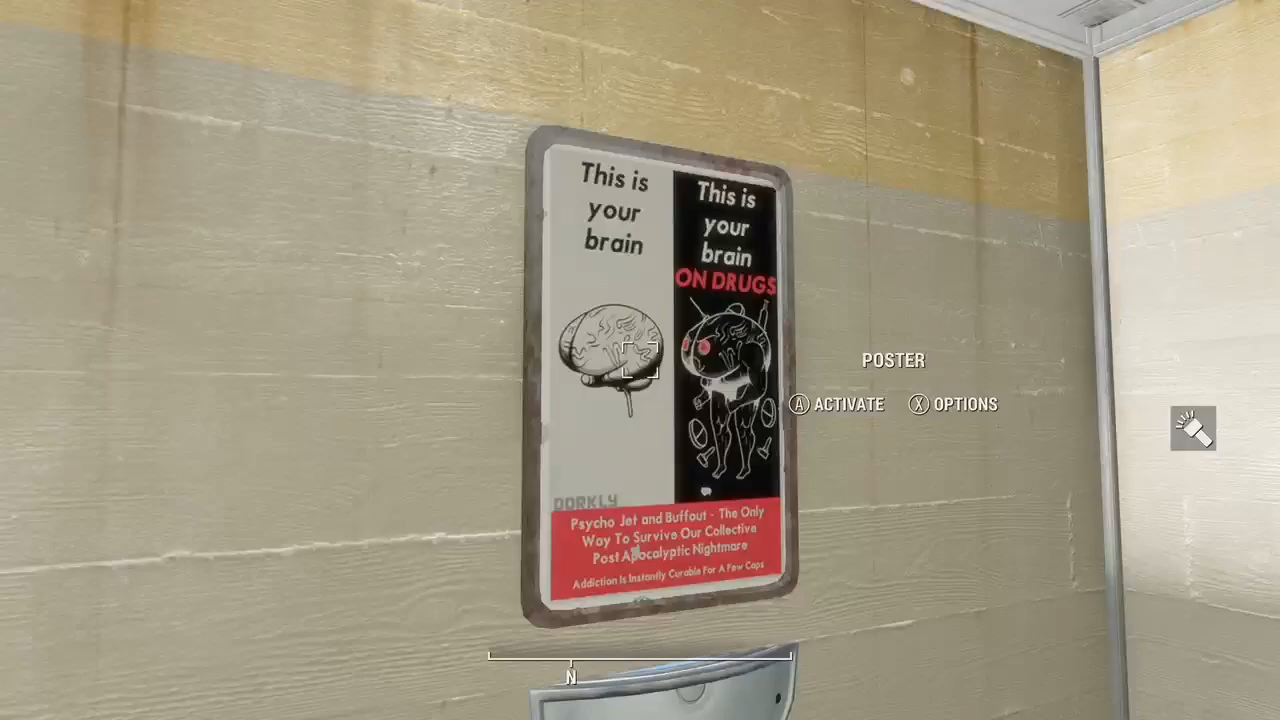 This is
your
brain
This is
your
brain
ON DRUGS
DORKLY
Psycho Jet and Buffout - The Only
Way To Survive Our Collective
Post Apocalyptic Nightmare
Addiction Is Instantly Curable For A Few Caps
POSTER
A ACTIVATE X OPTIONS
N